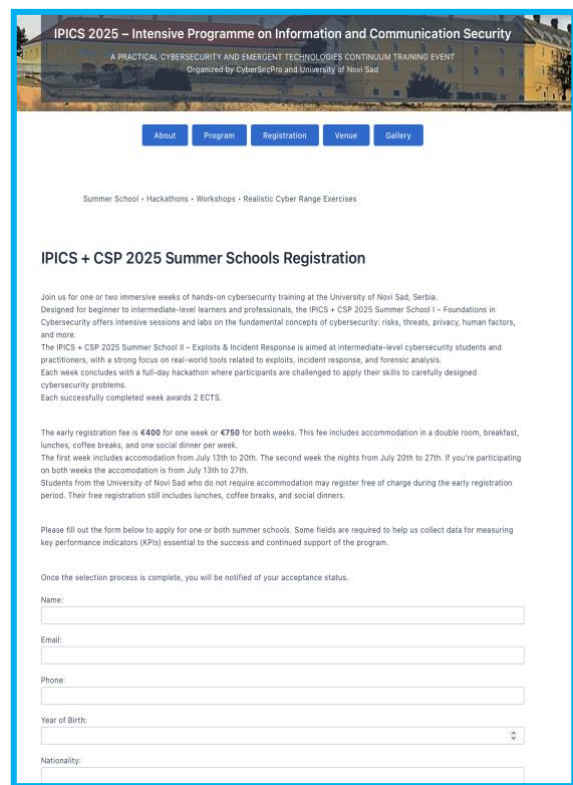 IPICS 2025 – Intensive Programme on Information and Communication Security
A PRACTICAL CYBERSECURITY AND EMERGENT TECHNOLOGIES CONTINUUM TRAINING EVENT
Organized by CyberSecPro and University of Novi Sad
About
Program
Registration
Venue
Gallery
Summer School • Hackathons • Workshops • Realistic Cyber Range Exercises
IPICS + CSP 2025 Summer Schools Registration
Join us for one or two immersive weeks of hands-on cybersecurity training at the University of Novi Sad, Serbia.
Designed for beginner to intermediate-level learners and professionals, the IPICS + CSP 2025 Summer School I – Foundations in
Cybersecurity offers intensive sessions and labs on the fundamental concepts of cybersecurity: risks, threats, privacy, human factors,
and more.
The IPICS + CSP 2025 Summer School II – Exploits & Incident Response is aimed at intermediate-level cybersecurity students and
practitioners, with a strong focus on real-world tools related to exploits, incident response, and forensic analysis.
Each week concludes with a full-day hackathon where participants are challenged to apply their skills to carefully designed
cybersecurity problems.
Each successfully completed week awards 2 ECTS.
The early registration fee is €400 for one week or €750 for both weeks. This fee includes accommodation in a double room, breakfast,
lunches, coffee breaks, and one social dinner per week.
The first week includes accomodation from July 13th to 20th. The second week the nights from July 20th to 27th. If you're participating
on both weeks the accomodation is from July 13th to 27th.
Students from the University of Novi Sad who do not require accommodation may register free of charge during the early registration
period. Their free registration still includes lunches, coffee breaks, and social dinners.
Please fill out the form below to apply for one or both summer schools. Some fields are required to help us collect data for measuring
key performance indicators (KPIs) essential to the success and continued support of the program.
Once the selection process is complete, you will be notified of your acceptance status.
Name:
Email:
Phone:
Year of Birth:
Nationality: